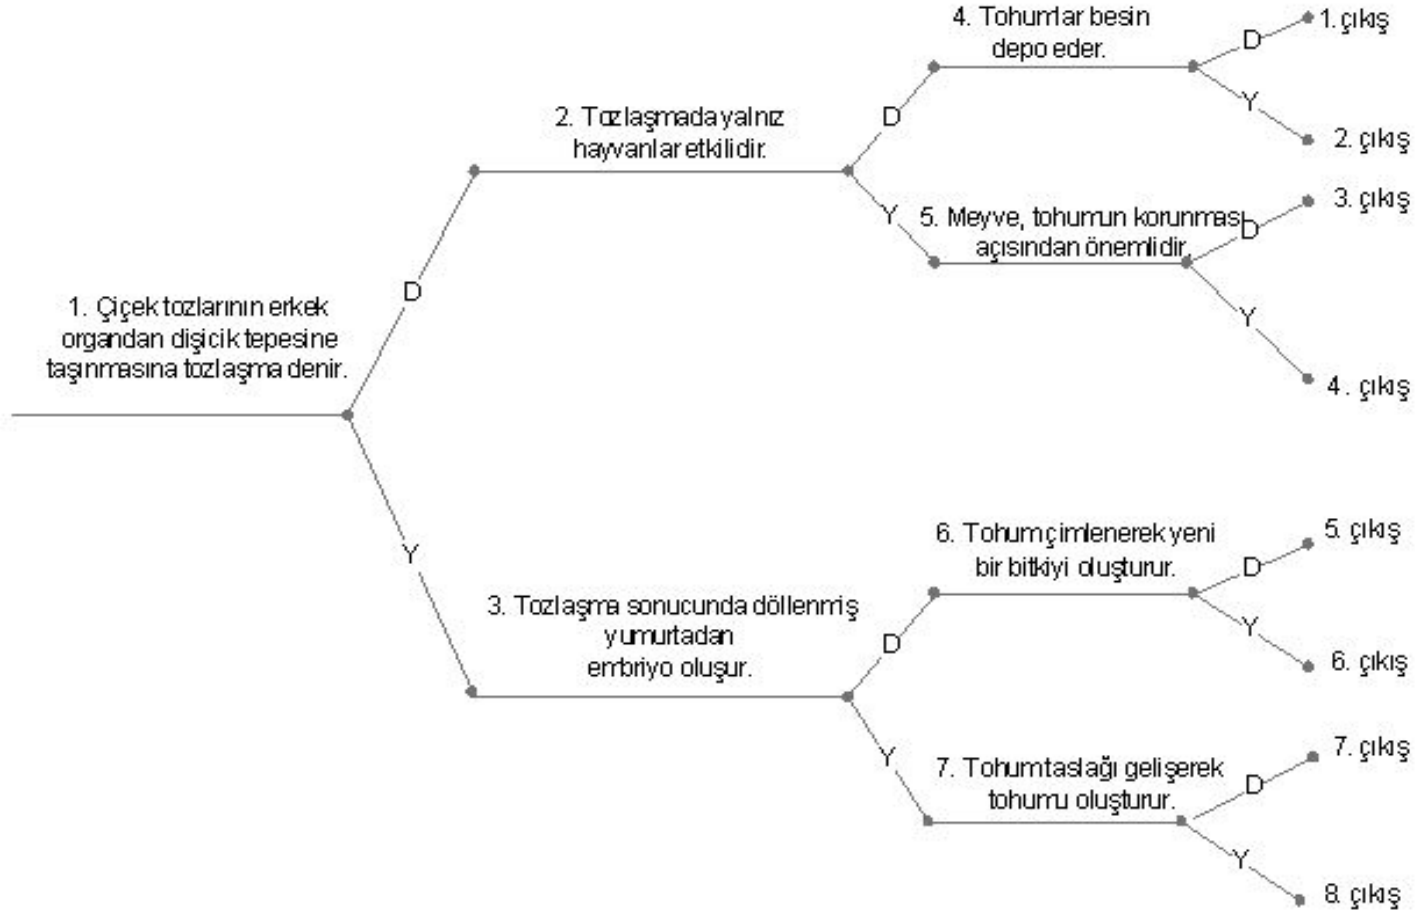 1. Çiçek tozlarının erkek
organdan dişicik tepesine
taşınmasına tozlaşma denir.
D
Y
2. Tozlaşmada yalnız
hayvanlar etkilidir.
D
Y
3. Tozlaşma sonucunda döllenmiş
yumurtadan
embriyo oluşur.
D
Y
4. Tohumlar besin
depo eder.
D
Y
1. çıkış
2. çıkış
5. Meyve, tohumun korunması
açısından önemlidir.
D
Y
3. çıkış
4. çıkış
6. Tohum çimlenerek yeni
bir bitkiyi oluşturur.
D
Y
5. çıkış
6. çıkış
7. Tohum taslağı gelişerek
tohumu oluşturur.
D
Y
7. çıkış
8. çıkış